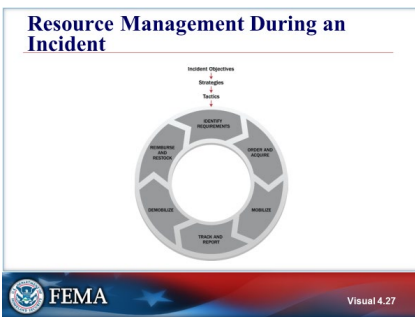 Resource Management During an
Incident
Incident Objectives
Strategies
Tactics
IDENTIFY
REQUIREMENTS
ORDER AND
ACQUIRE
MOBILIZE
TRACK AND
REPORT
DEMOBILIZE
REIMBURSE
AND
RESTOCK
FEMA
Visual 4.27